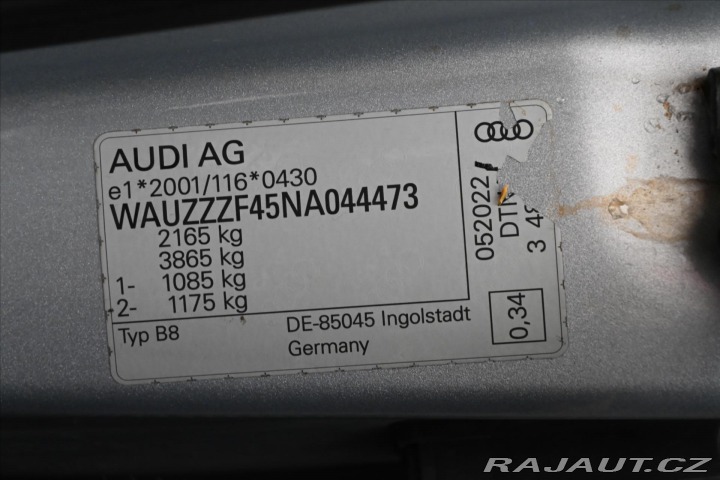 AUDI AG
e1*2001/116*0430
WAUZZZF45NA044473
2165 kg
3865 kg
1- 1085 kg
2- 1175 kg
Typ B8
DE-85045 Ingolstadt
Germany
052022
0,34
RAJAUT.CZ